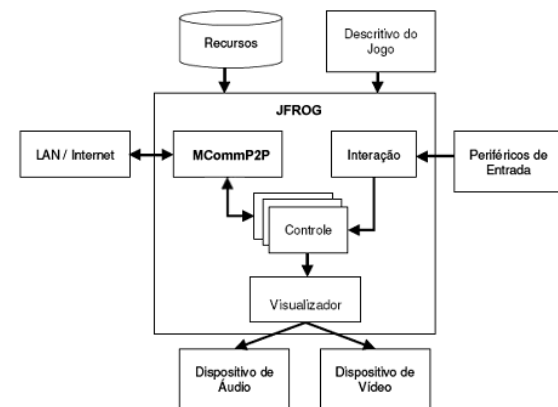 Recursos
Descritivo do
Jogo
JFROG
LAN / Internet
MCommP2P
Interação
Periféricos de
Entrada
Controle
Visualizador
Dispositivo de
Áudio
Dispositivo de
Vídeo